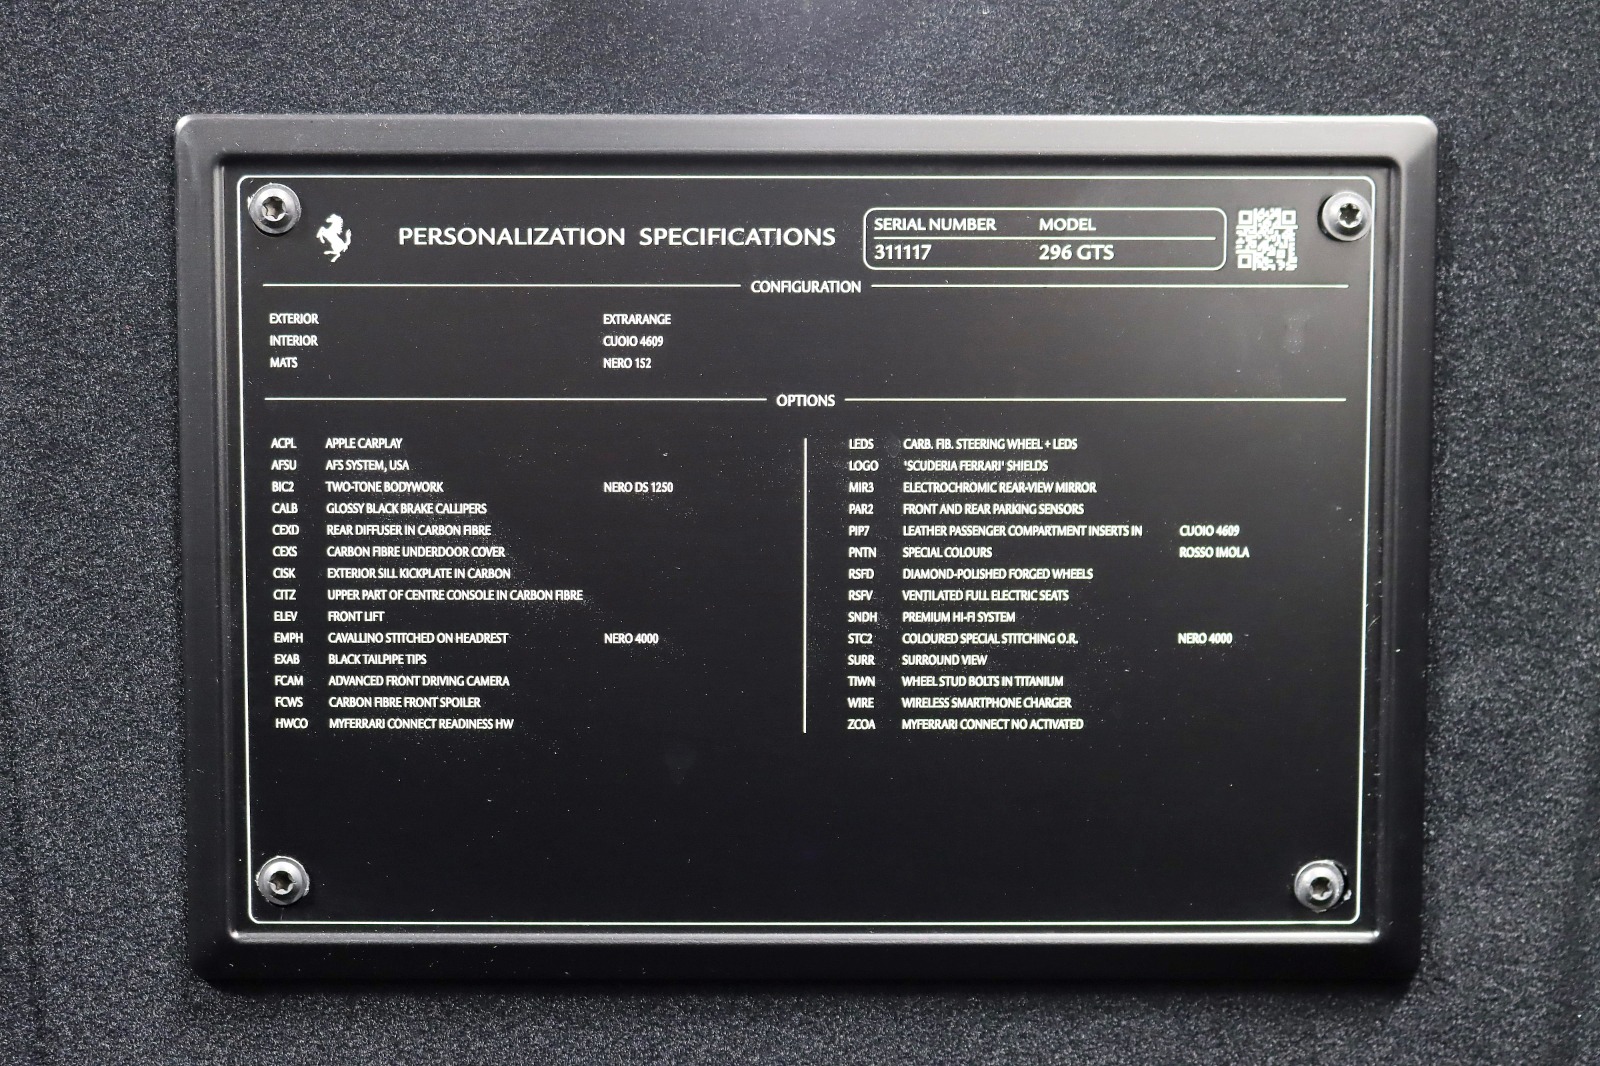 PERSONALIZATION SPECIFICATIONS
SERIAL NUMBER MODEL
311117 296 GTS
CONFIGURATION
EXTERIOR EXTRARANGE
INTERIOR CUOIO 4609
MATS NERO 152
OPTIONS
ACPL APPLE CARPLAY
AFSU AFS SYSTEM, USA
BIC2 TWO-TONE BODYWORK NERO DS 1250
CALB GLOSSY BLACK BRAKE CALLIPERS
CEXD REAR DIFFUSER IN CARBON FIBRE
CEXS CARBON FIBRE UNDERDOOR COVER
CISK EXTERIOR SILL KICKPLATE IN CARBON
CITZ UPPER PART OF CENTRE CONSOLE IN CARBON FIBRE
ELEV FRONT LIFT
EMPH CAVALLINO STITCHED ON HEADREST NERO 4000
EXAB BLACK TAILPIPE TIPS
FCAM ADVANCED FRONT DRIVING CAMERA
FCWS CARBON FIBRE FRONT SPOILER
HWCO MYFERRARI CONNECT READINESS HW
LEDS CARB. FIB. STEERING WHEEL + LEDS
LOGO 'SCUDERIA FERRARI' SHIELDS
MIR3 ELECTROCHROMIC REAR-VIEW MIRROR
PAR2 FRONT AND REAR PARKING SENSORS
PIP7 LEATHER PASSENGER COMPARTMENT INSERTS IN CUOIO 4609
PNTN SPECIAL COLOURS ROSSO IMOLA
RSFD DIAMOND-POLISHED FORGED WHEELS
RSFV VENTILATED FULL ELECTRIC SEATS
SNDH PREMIUM HI-FI SYSTEM
STC2 COLOURED SPECIAL STITCHING O.R. NERO 4000
SURR SURROUND VIEW
TIWN WHEEL STUD BOLTS IN TITANIUM
WIRE WIRELESS SMARTPHONE CHARGER
ZCOA MYFERRARI CONNECT NO ACTIVATED